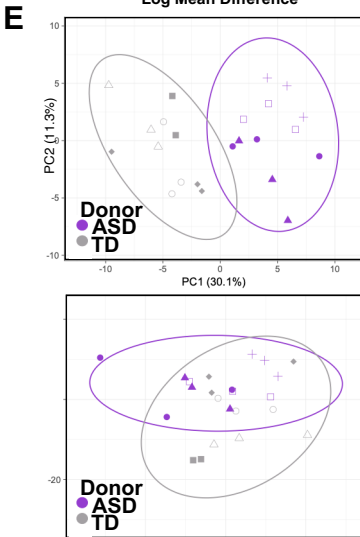 E
Log Mean Difference
10
5
0
-5
-10
PC2 (11.3%)
Donor
ASD
TD
-10
-5
0
5
10
PC1 (30.1%)
-20
Donor
ASD
TD